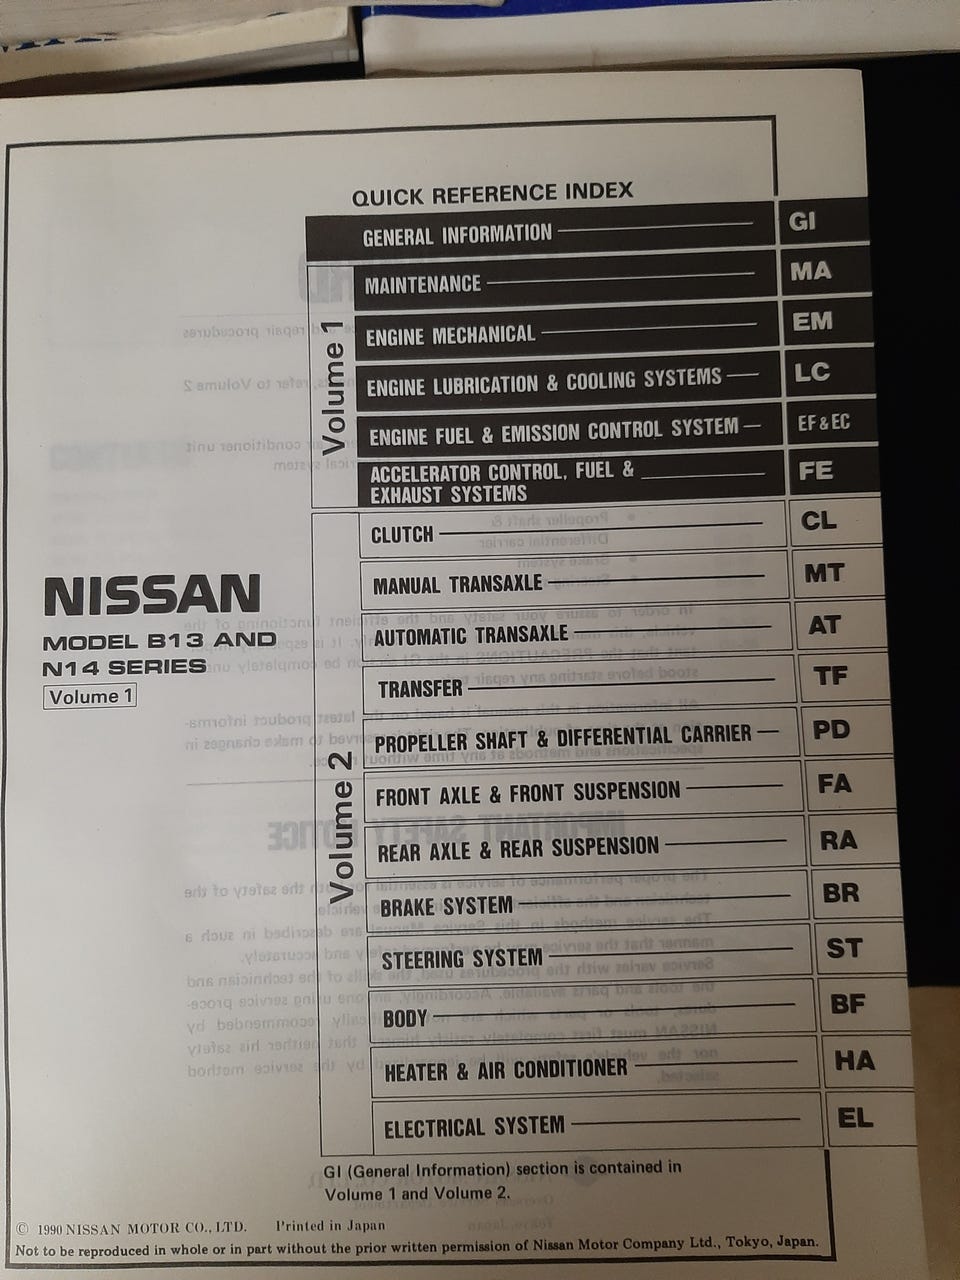 QUICK REFERENCE INDEX
GENERAL INFORMATION GI
Volume 1
MAINTENANCE MA
ENGINE MECHANICAL EM
ENGINE LUBRICATION & COOLING SYSTEMS LC
ENGINE FUEL & EMISSION CONTROL SYSTEM EF & EC
ACCELERATOR CONTROL, FUEL &
EXHAUST SYSTEMS FE
Volume 2
CLUTCH CL
MANUAL TRANSAXLE MT
AUTOMATIC TRANSAXLE AT
TRANSFER TF
PROPELLER SHAFT & DIFFERENTIAL CARRIER PD
FRONT AXLE & FRONT SUSPENSION FA
REAR AXLE & REAR SUSPENSION RA
BRAKE SYSTEM BR
STEERING SYSTEM ST
BODY BF
HEATER & AIR CONDITIONER HA
ELECTRICAL SYSTEM EL
NISSAN
MODEL B13 AND
N14 SERIES
Volume 1
GI (General Information) section is contained in
Volume 1 and Volume 2.
© 1990 NISSAN MOTOR CO., LTD. Printed in Japan
Not to be reproduced in whole or in part without the prior written permission of Nissan Motor Company Ltd., Tokyo, Japan.